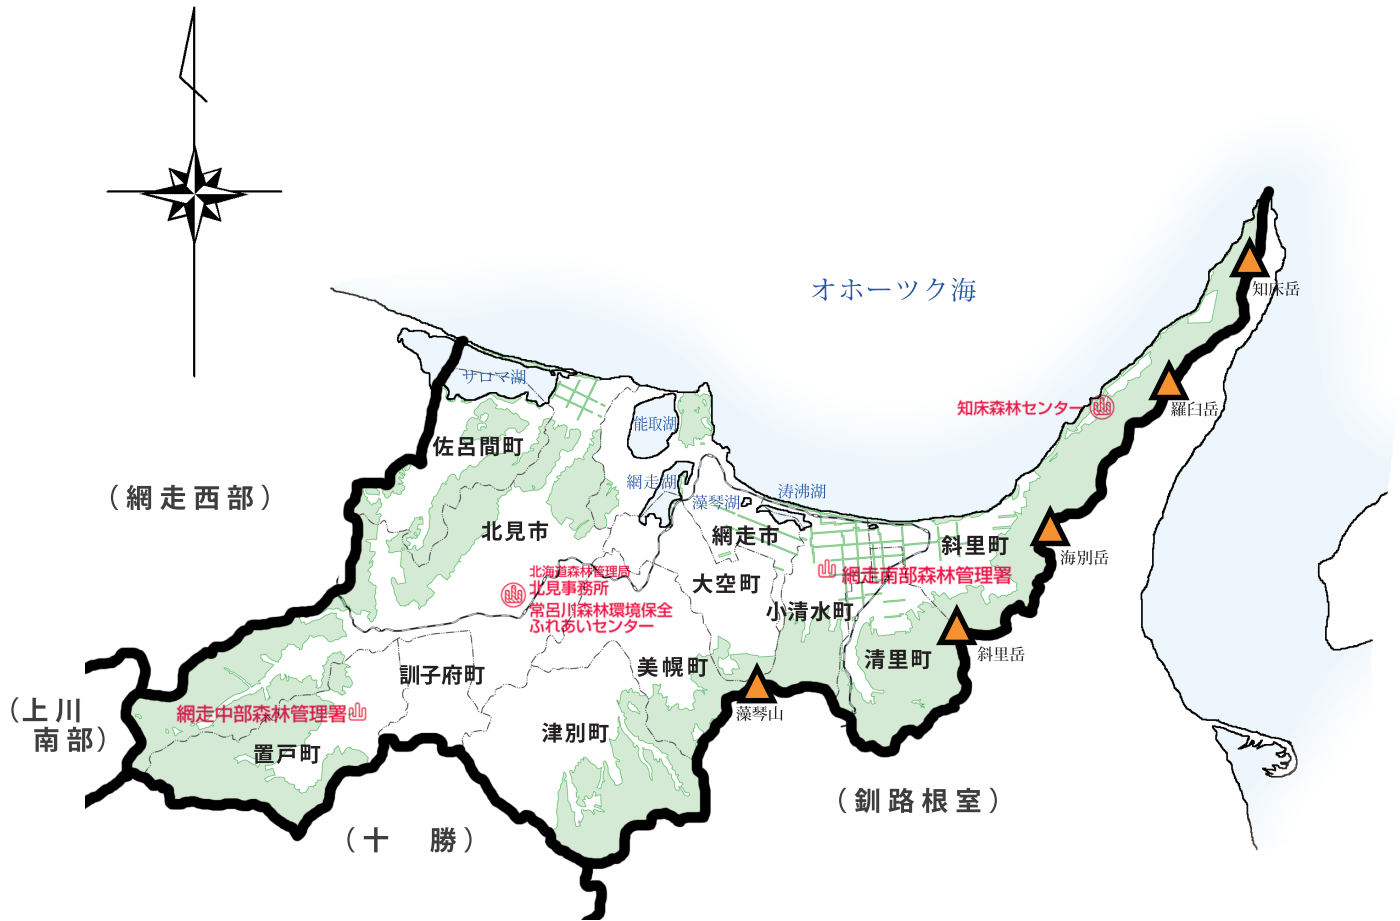 オホーツク海
知床岳
サロマ湖
知床森林センター
羅臼岳
能取湖
佐呂間町
網走湖
涛沸湖
(網走西部)
藻琴湖
北見市
網走市
斜里町
海別岳
北海道森林管理局
北見事務所
常呂川森林環境保全
ふれあいセンター
大空町
網走南部森林管理署
小清水町
斜里岳
清里町
美幌町
訓子府町
(上川
南部)
網走中部森林管理署
藻琴山
津別町
置戸町
(釧路根室)
(十 勝)